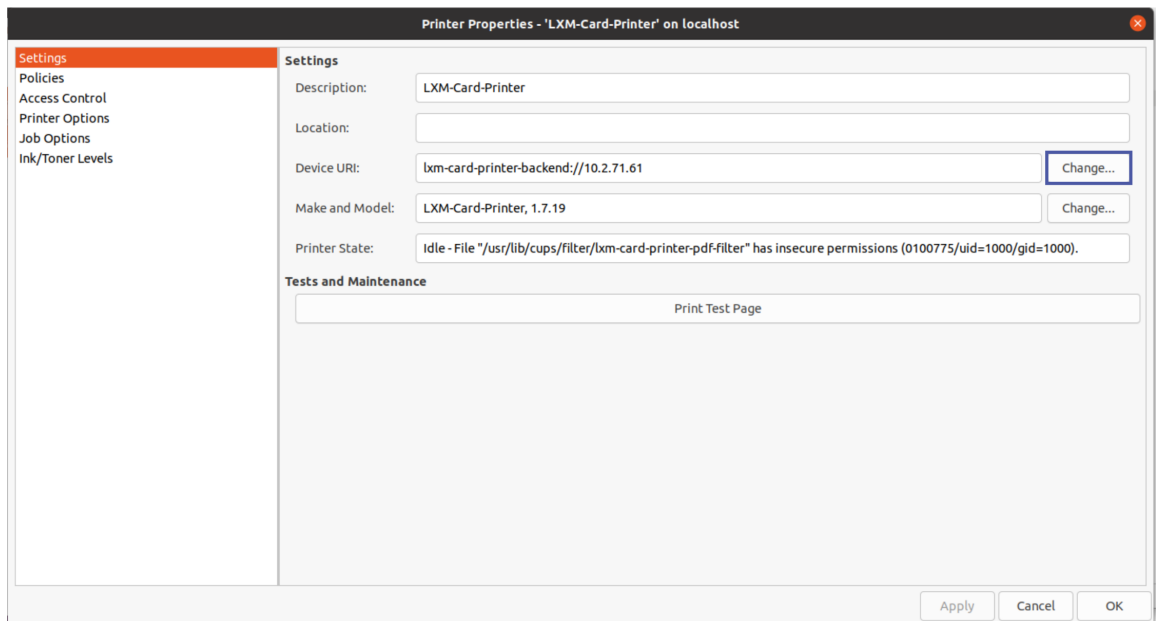 Printer Properties - 'LXM-Card-Printer' on localhost
Settings
Policies
Access Control
Printer Options
Job Options
Ink/Toner Levels
Settings
Description: LXM-Card-Printer
Location:
Device URI: lxm-card-printer-backend://10.2.71.61 Change...
Make and Model: LXM-Card-Printer, 1.7.19 Change...
Printer State: Idle - File "/usr/lib/cups/filter/lxm-card-printer-pdf-filter" has insecure permissions (0100775/uid=1000/gid=1000).
Tests and Maintenance
Print Test Page
Apply Cancel OK